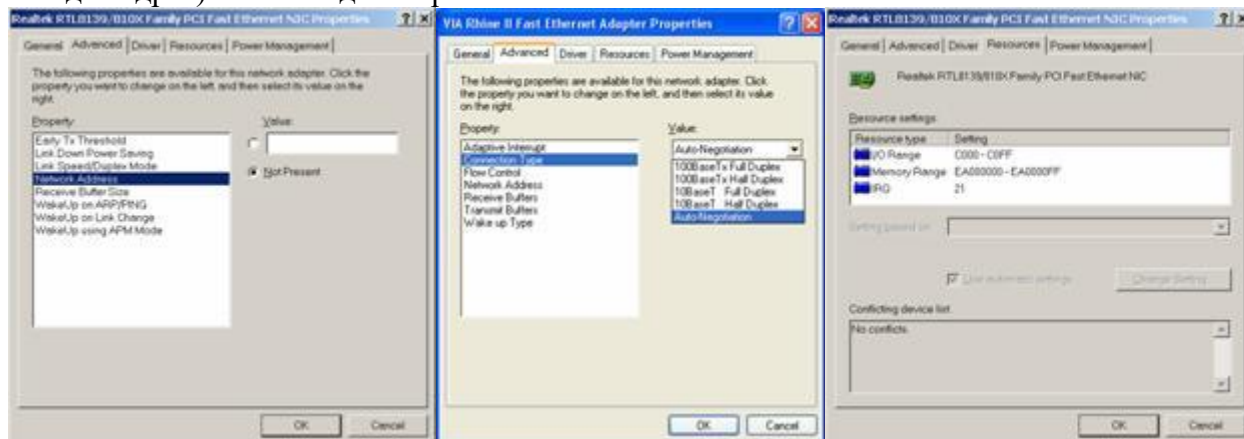 Realtek RTL8139/810X Family PCI Fast Ethernet NIC Properties
General Advanced Driver Resources Power Management
The following properties are available for this network adapter. Click the
property you want to change on the left, and then select its value on the
right.
Property:
Value:
Early Tx Threshold
Link Down Power Saving
Link Speed/Duplex Mode
Network Address
Receive Buffer Size
WakeUp on ARP/PING
WakeUp on Link Change
WakeUp using APM Mode
Not Present
OK Cancel
VIA Rhine II Fast Ethernet Adapter Properties
General Advanced Driver Resources Power Management
The following properties are available for this network adapter. Click
the property you want to change on the left, and then select its value
on the right.
Property:
Value:
Adaptive Interrupt
Connection Type
Flow Control
Network Address
Receive Buffers
Transmit Buffers
Wake up Type
Auto-Negotiation
100BaseTx Full Duplex
100BaseTx Half Duplex
10BaseT Full Duplex
10BaseT Half Duplex
Auto-Negotiation
OK Cancel
Realtek RTL8139/810X Family PCI Fast Ethernet NIC Properties
General Advanced Driver Resources Power Management
Realtek RTL8139/810X Family PCI Fast Ethernet NIC
Resource settings:
Resource type Setting
I/O Range C000 - C0FF
Memory Range EA000000 - EA0000FF
IRQ 21
Setting based on:
Use automatic settings
Change Setting
Conflicting device list:
No conflicts.
OK Cancel